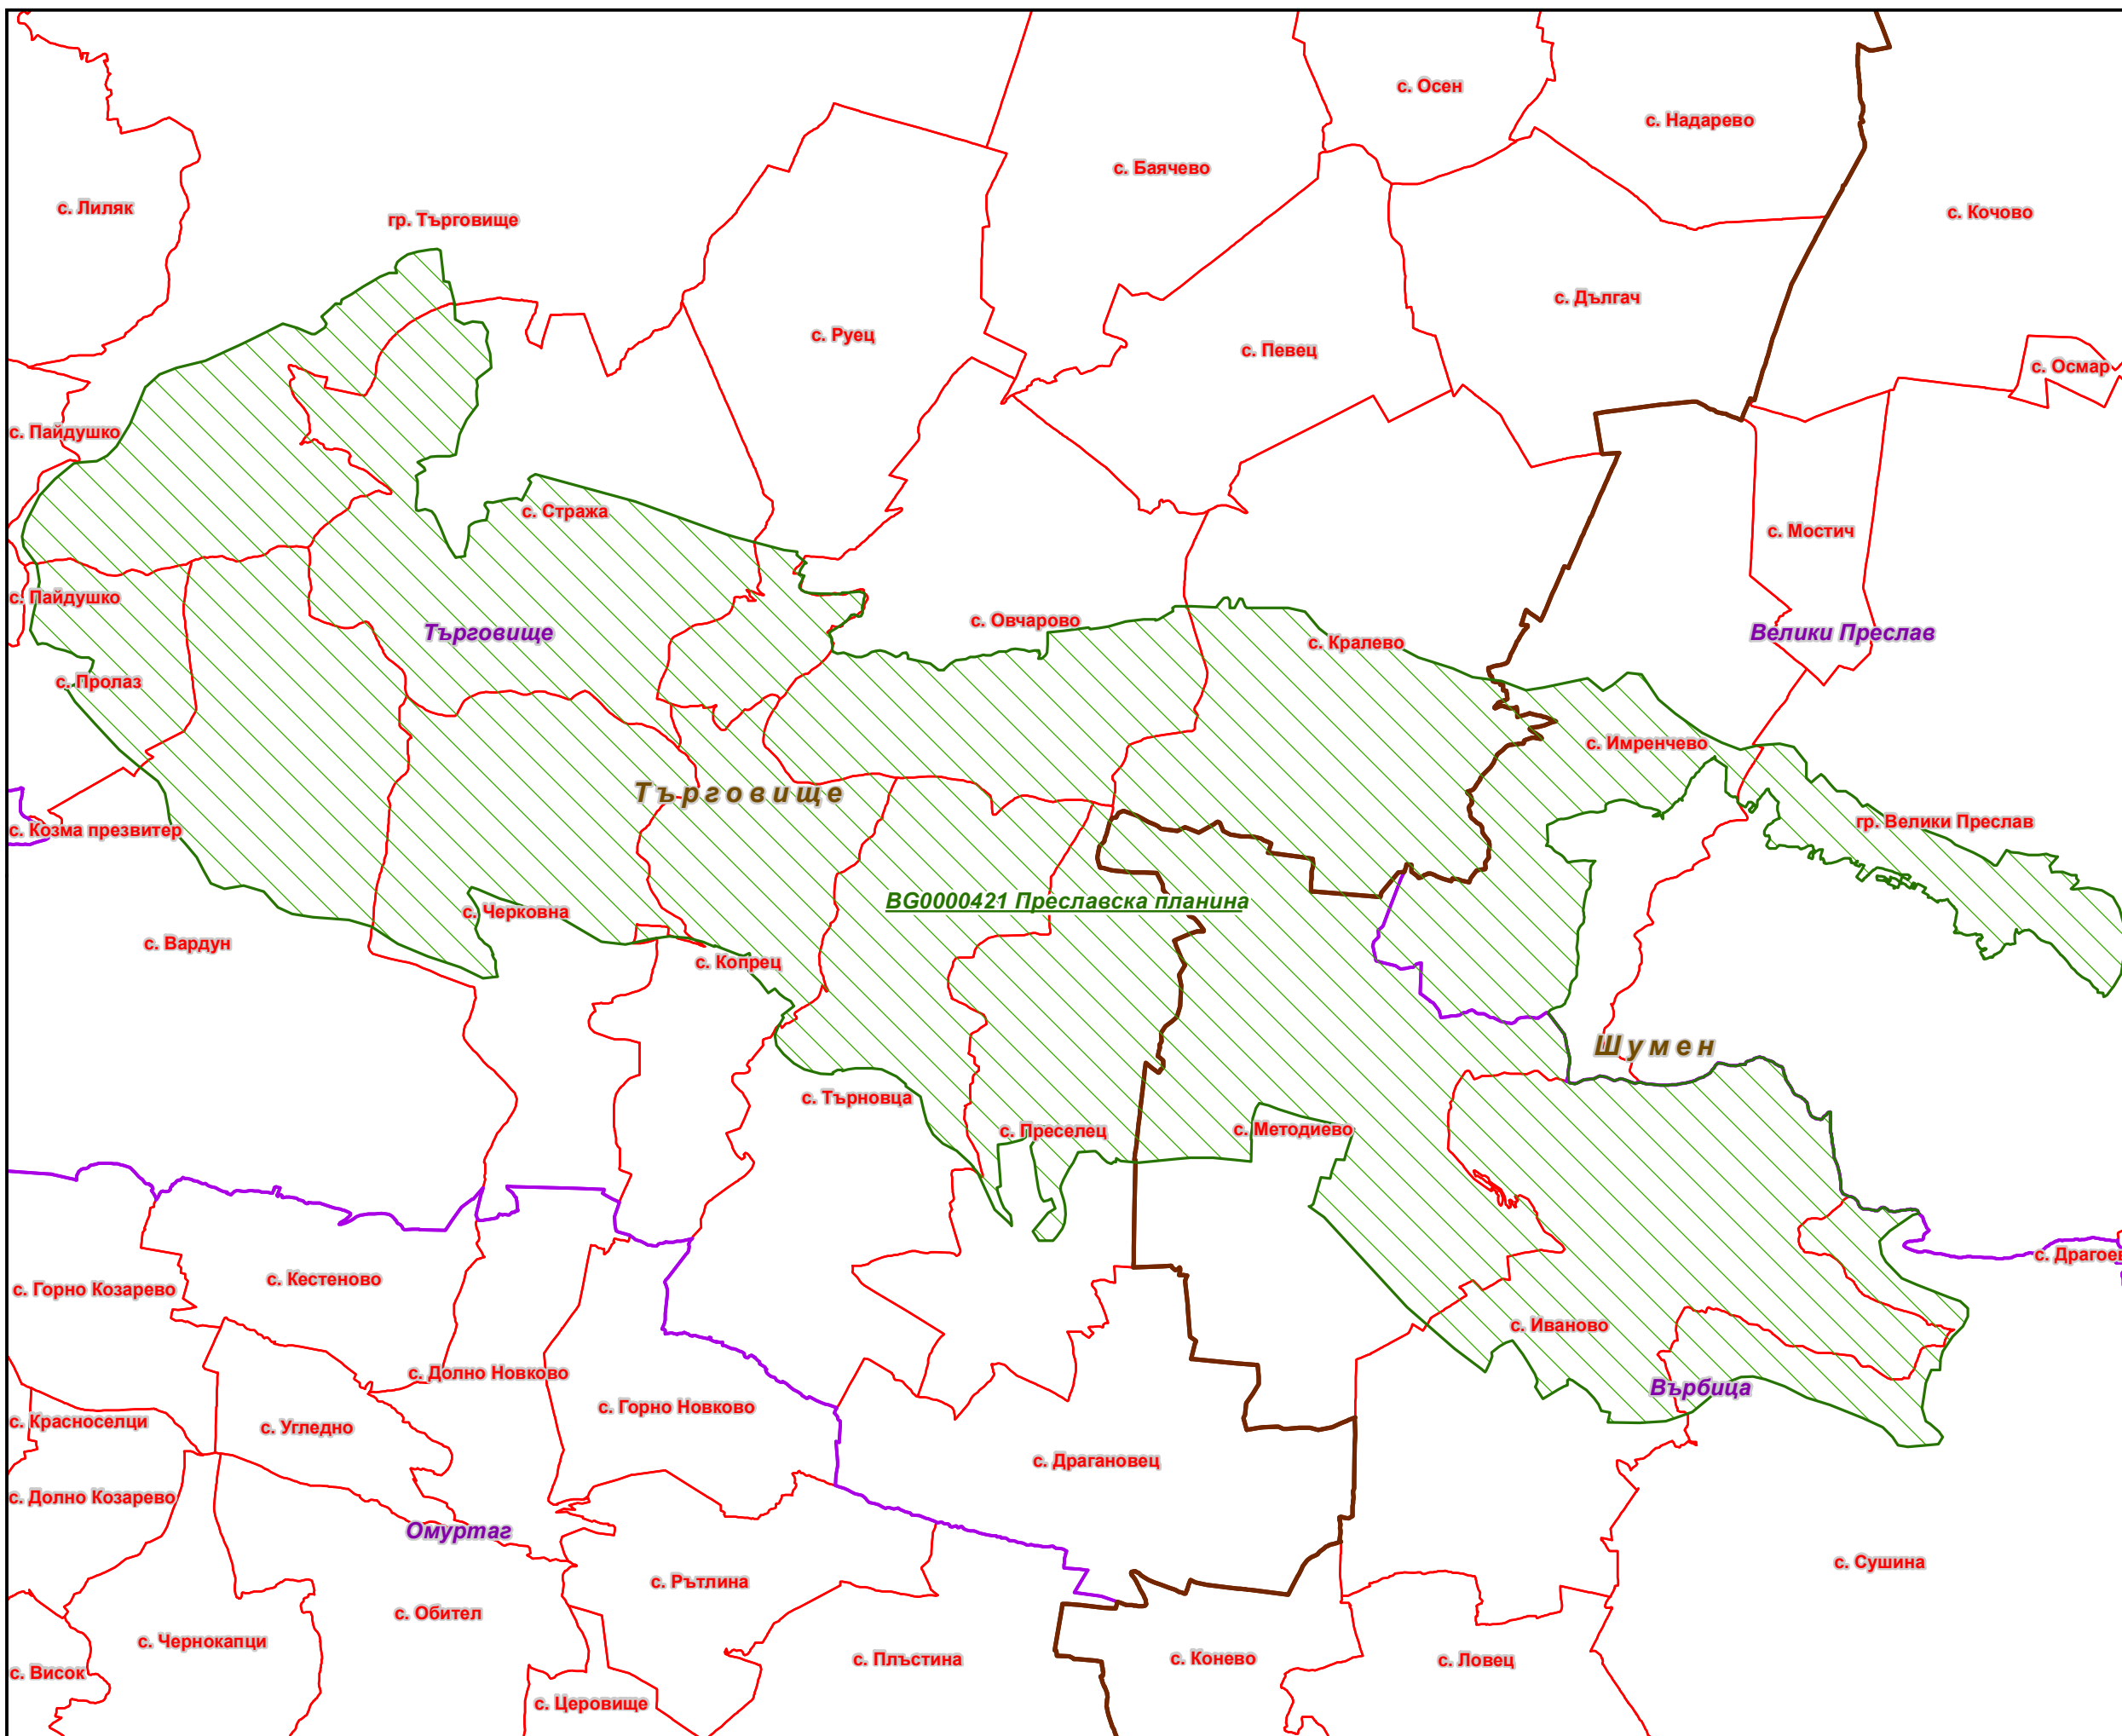 с. Осен
с. Надарево
с. Баячево
с. Лиляк
гр. Търговище
с. Кочово
с. Дългач
с. Руец
с. Певец
с. Осмар
с. Пайдушко
с. Стража
с. Мостич
с. Пайдушко
с. Овчарово
Търговище
Велики Преслав
с. Кралево
с. Пролаз
с. Имренчево
Търговище
гр. Велики Преслав
с. Козма презвитер
BG0000421 Преславска планина
с. Черковна
с. Вардун
с. Копрец
Шумен
с. Търновца
с. Преселец
с. Методиево
с. Драгоев
с. Кестеново
с. Горно Козарево
с. Иваново
с. Долно Новково
Върбица
с. Горно Новково
с. Красноселци
с. Угледно
с. Драгановец
с. Долно Козарево
Омуртаг
с. Сушина
с. Рътлина
с. Обител
с. Чернокапци
с. Плъстина
с. Конево
с. Ловец
с. Висок
с. Церовище